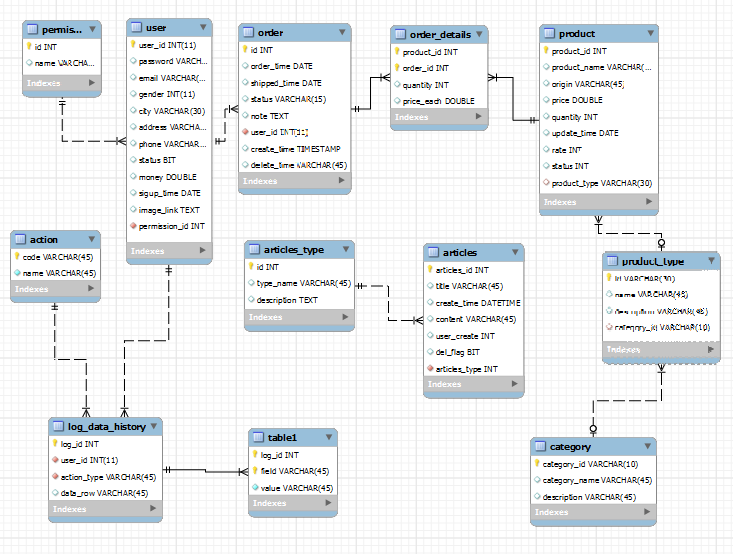 permis...
id INT
name VARCHA...
Indexes
user
user_id INT(11)
password VARCH...
email VARCHAR(...
gender INT(11)
city VARCHAR(30)
address VARCHA...
phone VARCHAR...
status BIT
money DOUBLE
sigup_time DATE
image_link TEXT
permission_id INT
Indexes
order
id INT
order_time DATE
shipped_time DATE
status VARCHAR(15)
note TEXT
user_id INT(11)
create_time TIMESTAMP
delete_time VARCHAR(45)
Indexes
order_details
product_id INT
order_id INT
quantity INT
price_each DOUBLE
Indexes
product
product_id INT
product_name VARCHAR(...
origin VARCHAR(45)
price DOUBLE
quantity INT
update_time DATE
rate INT
status INT
product_type VARCHAR(30)
Indexes
action
code VARCHAR(45)
name VARCHAR(45)
Indexes
articles_type
id INT
type_name VARCHAR(45)
description TEXT
Indexes
articles
articles_id INT
title VARCHAR(45)
create_time DATETIME
content VARCHAR(45)
user_create INT
del_flag BIT
articles_type INT
Indexes
product_type
id VARCHAR(30)
name VARCHAR(45)
description VARCHAR(45)
category_id VARCHAR(10)
Indexes
log_data_history
log_id INT
user_id INT(11)
action_type VARCHAR(45)
data_row VARCHAR(45)
Indexes
table1
log_id INT
field VARCHAR(45)
value VARCHAR(45)
Indexes
category
category_id VARCHAR(10)
category_name VARCHAR(45)
description VARCHAR(45)
Indexes